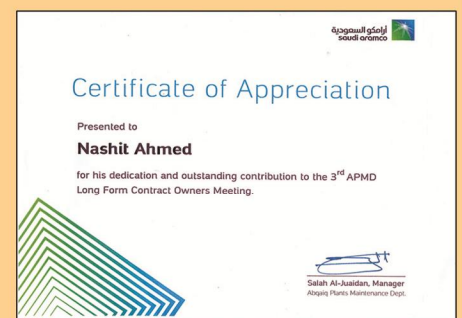 أرامكو السعودية
saudi aramco
Certificate of Appreciation
Presented to
Nashit Ahmed
for his dedication and outstanding contribution to the 3rd APMD
Long Form Contract Owners Meeting.
Salah Al-Juaidan, Manager
Abqaiq Plants Maintenance Dept.